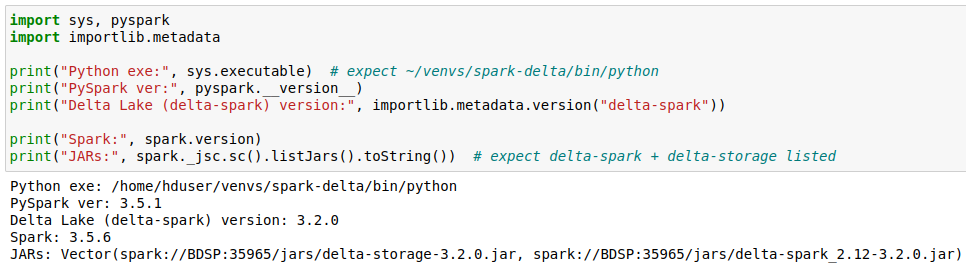 import sys, pyspark
import importlib.metadata
print("Python exe:", sys.executable)  # expect ~/venvs/spark-delta/bin/python
print("PySpark ver:", pyspark.__version__)
print("Delta Lake (delta-spark) version:", importlib.metadata.version("delta-spark"))
print("Spark:", spark.version)
print("JARs:", spark._jsc.sc().listJars().toString())  # expect delta-spark + delta-storage listed
Python exe: /home/hduser/venvs/spark-delta/bin/python
PySpark ver: 3.5.1
Delta Lake (delta-spark) version: 3.2.0
Spark: 3.5.6
JARs: Vector(spark://BDSP:35965/jars/delta-storage-3.2.0.jar, spark://BDSP:35965/jars/delta-spark_2.12-3.2.0.jar)